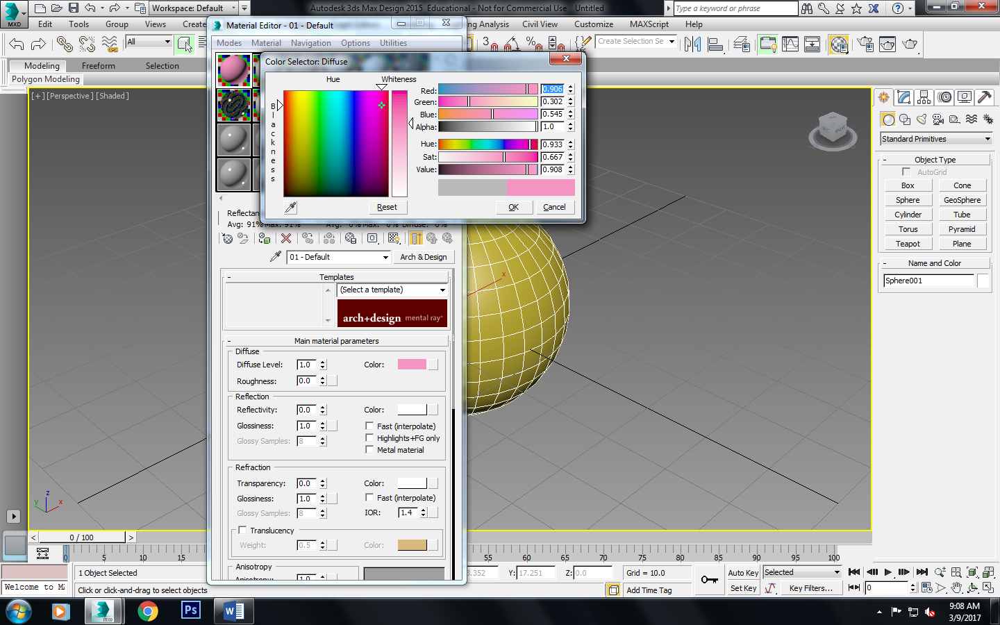 Workspace: Default
Autodesk 3ds Max Design 2015   Educational - Not for Commercial Use   Untitled
Type a keyword or phrase
MXD
Edit Tools Group Views Create
ng Analysis Civil View Customize MAXScript Help
All
Create Selection Se
Modeling Freeform Selection
Polygon Modeling
[+] [Perspective] [Shaded]
Material Editor - 01 - Default
Modes Material Navigation Options Utilities
Color Selector: Diffuse
Hue Whiteness
Blackness
Red: 0.906
Green: 0.302
Blue: 0.545
Alpha: 1.0
Hue: 0.933
Sat: 0.667
Value: 0.908
Reset OK Cancel
Reflectan
Avg: 91% Max: 91% Avg: 0% Max: 0% Diffuse: 0%
01 - Default Arch & Design
Templates
(Select a template)
arch+design mental ray
Main material parameters
Diffuse
Diffuse Level: 1.0 Color:
Roughness: 0.0
Reflection
Reflectivity: 0.0 Color:
Glossiness: 1.0 Fast (interpolate)
Highlights+FG only
Glossy Samples: 8
Metal material
Refraction
Transparency: 0.0 Color:
Glossiness: 1.0 Fast (interpolate)
Glossy Samples: 8 IOR: 1.4
Translucency
Weight: 0.5 Color:
Anisotropy
Anisotropy: 1.0
x
z
y x
Standard Primitives
Object Type
AutoGrid
Box Cone
Sphere GeoSphere
Cylinder Tube
Torus Pyramid
Teapot Plane
Name and Color
Sphere001
< 0 / 100 >
0 5 10 15 55 60 65 70 75 80 85 90 95 100
1 Object Selected
3.352 Y: 17.251 Z: 0.0 Grid = 10.0
Auto Key Selected
Welcome to MA
Click or click-and-drag to select objects
Add Time Tag
Set Key Key Filters... 0
MXD
Ps
W
9:08 AM
3/9/2017